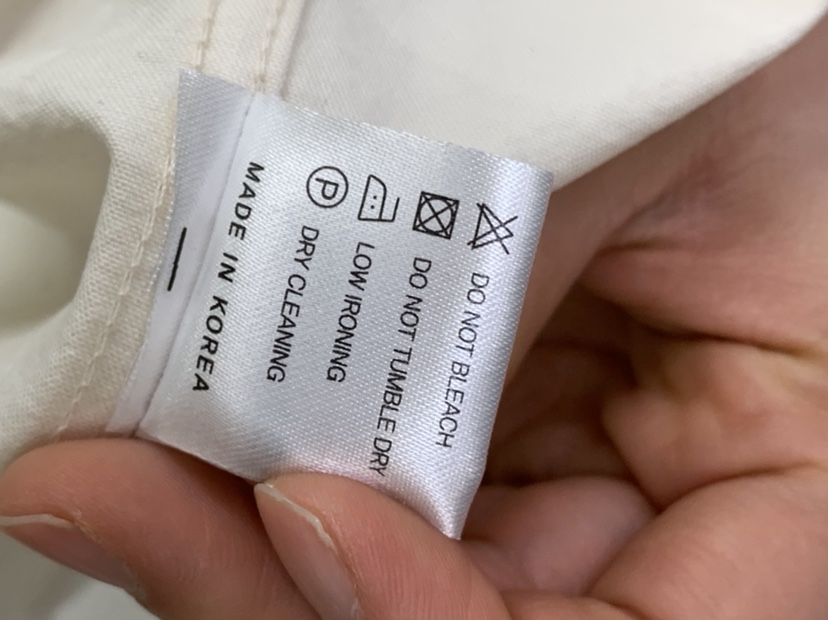 DO NOT BLEACH
DO NOT TUMBLE DRY
LOW IRONING
P DRY CLEANING
MADE IN KOREA